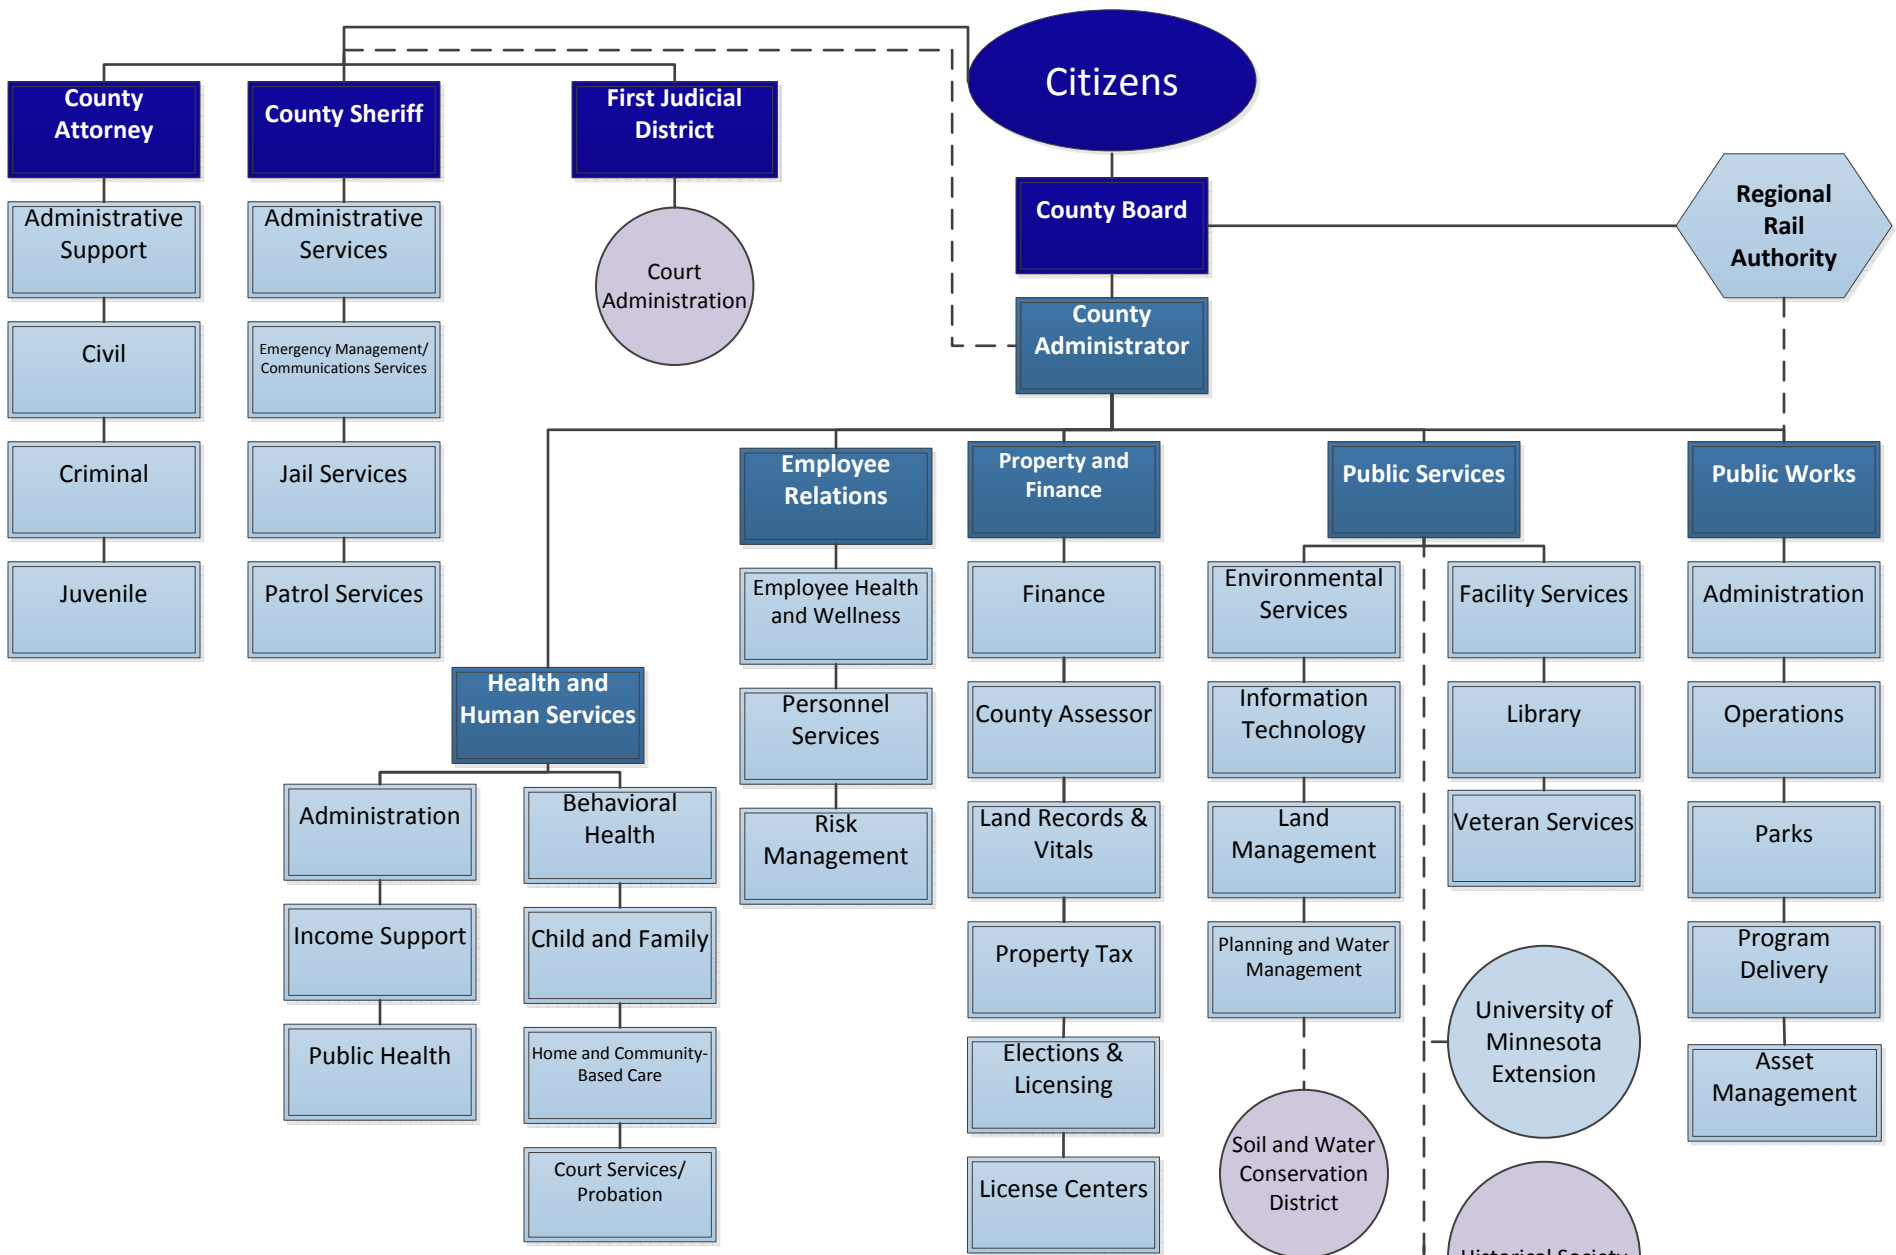 Citizens
County
Attorney
County Sheriff
First Judicial
District
County Board
Regional
Rail
Authority
Administrative
Support
Administrative
Services
Court
Administration
County
Administrator
Civil
Emergency Management/
Communications Services
Criminal
Jail Services
Juvenile
Patrol Services
Employee
Relations
Property and
Finance
Public Services
Public Works
Employee Health
and Wellness
Finance
Environmental
Services
Facility Services
Administration
Health and
Human Services
Personnel
Services
County Assessor
Information
Technology
Library
Operations
Administration
Behavioral
Health
Risk
Management
Land Records &
Vitals
Land
Management
Veteran Services
Parks
Income Support
Child and Family
Property Tax
Planning and Water
Management
Program
Delivery
University of
Minnesota
Extension
Public Health
Home and Community-
Based Care
Elections &
Licensing
Asset
Management
Court Services/
Probation
License Centers
Soil and Water
Conservation
District
Historical Society